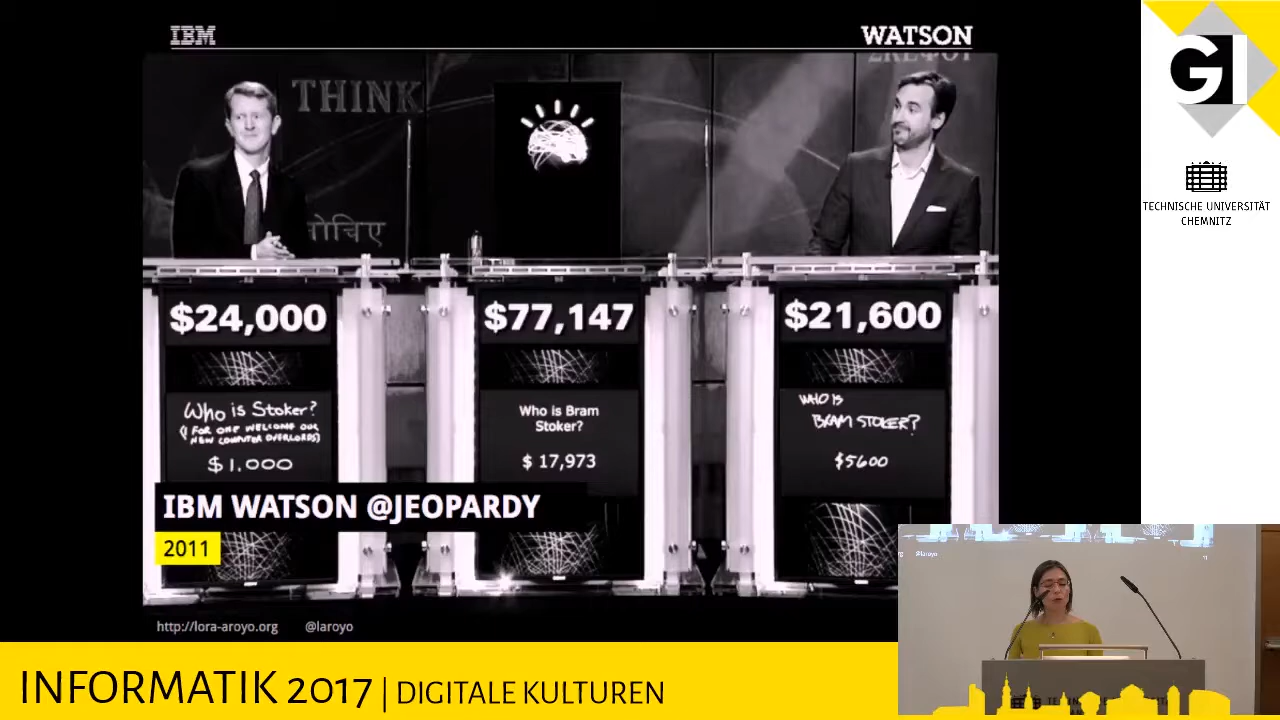 IBM
WATSON
THINK
$24,000
$77,147
$21,600
Who is Stoker?
(I FOR ONE WELCOME OUR
NEW COMPUTER OVERLORDS)
$1,000
Who is Bram
Stoker?
$ 17,973
WHO IS
BRAM STOKER?
$5600
IBM WATSON @JEOPARDY
2011
http://lora-aroyo.org @laroyo
GI
TECHNISCHE UNIVERSITÄT
CHEMNITZ
@laroyo
INFORMATIK 2017 | DIGITALE KULTUREN